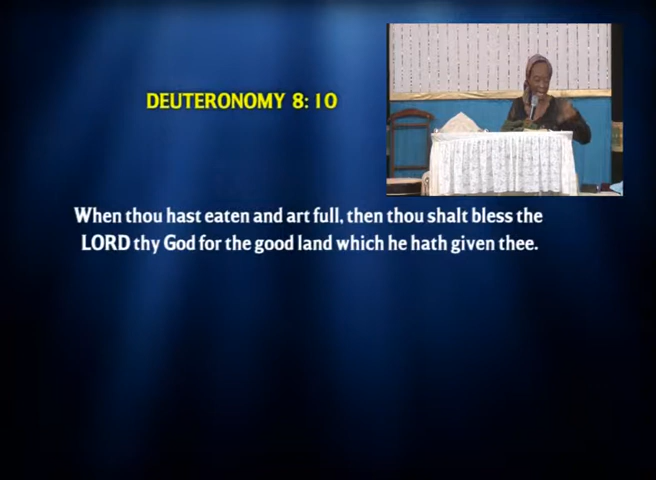 DEUTERONOMY 8:10
When thou hast eaten and art full, then thou shalt bless the
LORD thy God for the good land which he hath given thee.